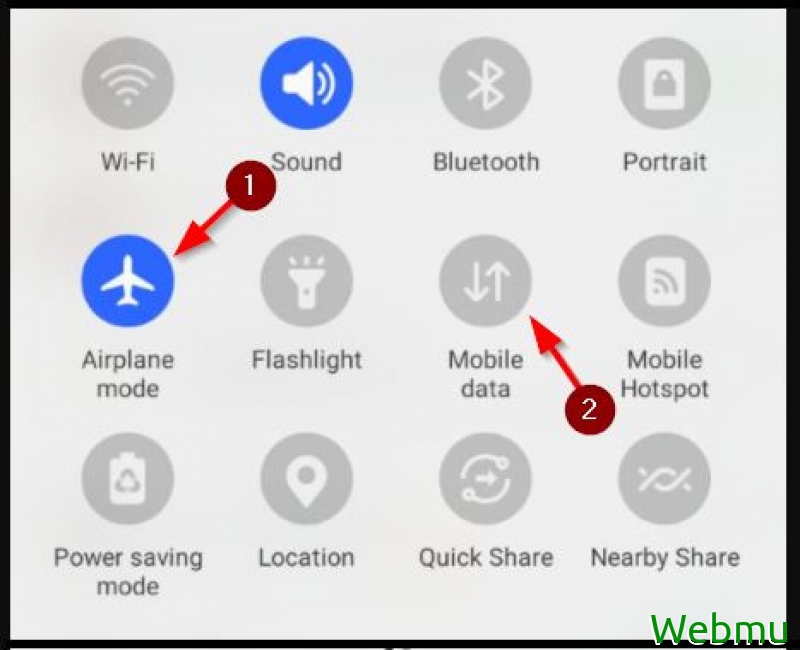 Wi-Fi
Sound
Bluetooth
Portrait
1
Airplane
mode
Flashlight
Mobile
data
Mobile
Hotspot
2
Power saving
mode
Location
Quick Share
Nearby Share
Webmu